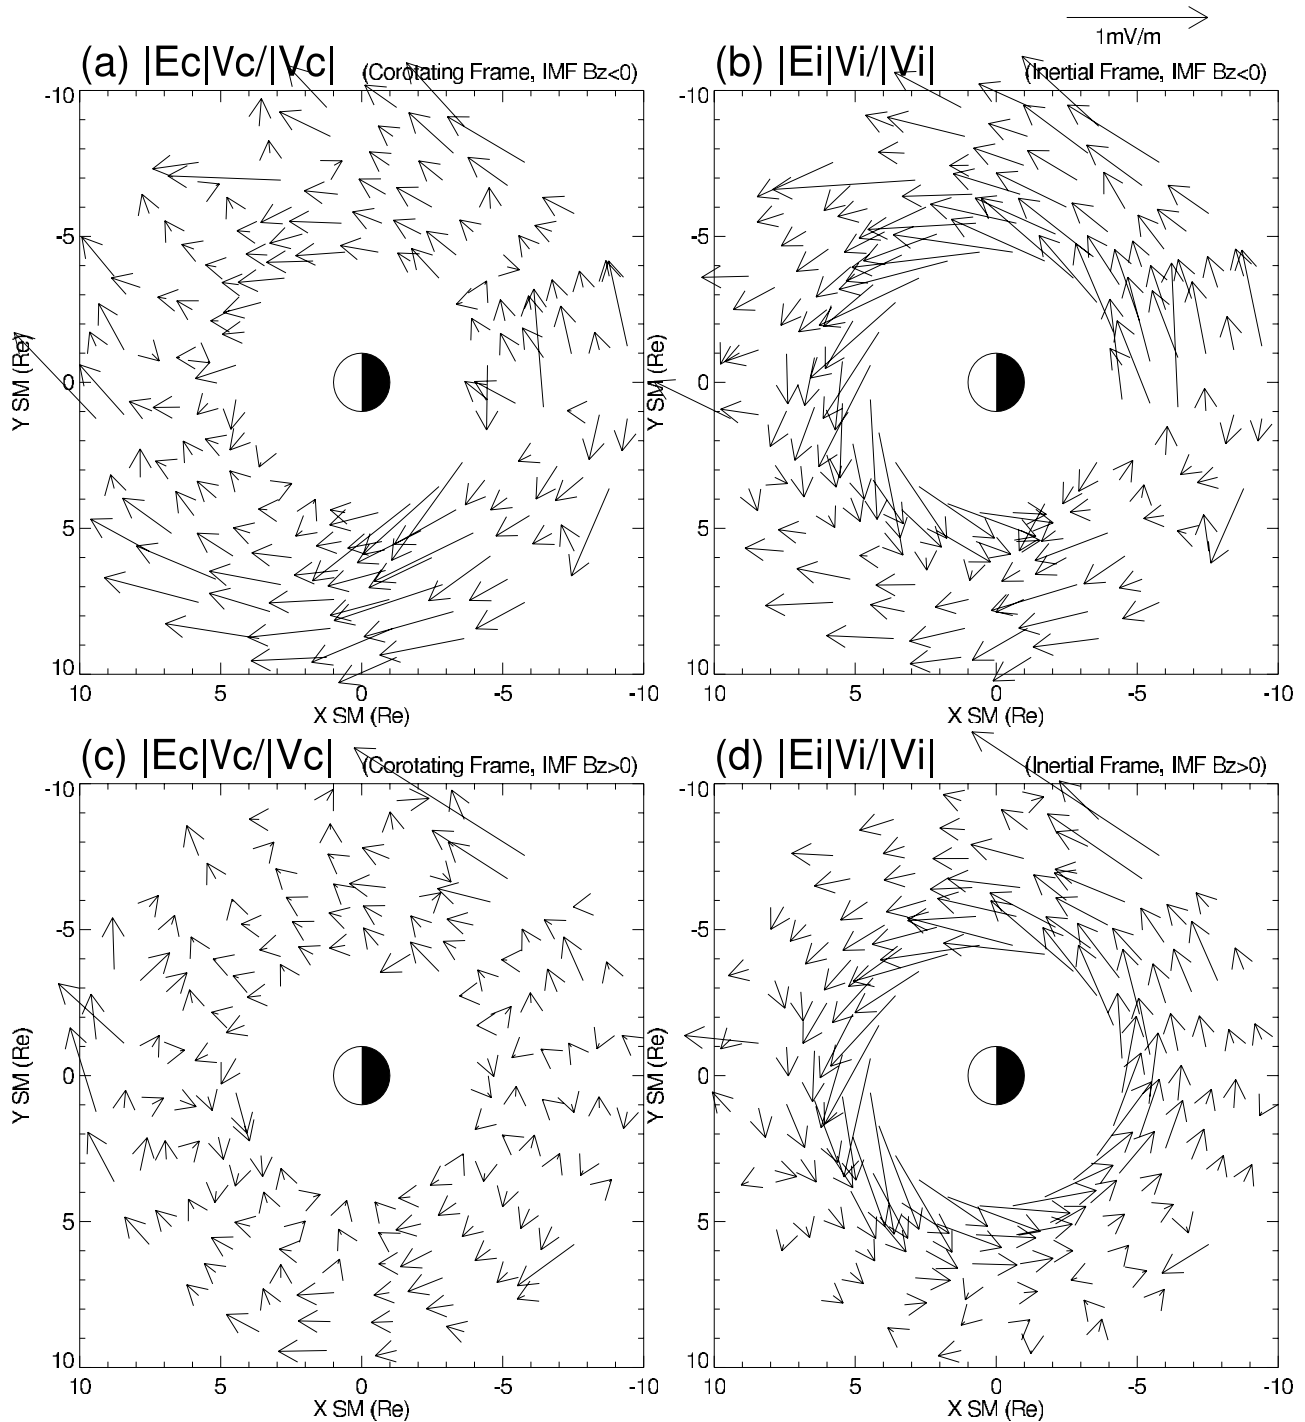 1mV/m
(a) |Ec|Vc/|Vc| (Corotating Frame, IMF Bz<0)
(b) |Ei|Vi/|Vi| (Inertial Frame, IMF Bz<0)
-10
-5
0
5
10
Y SM (Re)
10 5 0 -5 -10
X SM (Re)
-10
-5
0
5
10
Y SM (Re)
10 5 0 -5 -10
X SM (Re)
(c) |Ec|Vc/|Vc| (Corotating Frame, IMF Bz>0)
(d) |Ei|Vi/|Vi| (Inertial Frame, IMF Bz>0)
-10
-5
0
5
10
Y SM (Re)
10 5 0 -5 -10
X SM (Re)
-10
-5
0
5
10
Y SM (Re)
10 5 0 -5 -10
X SM (Re)